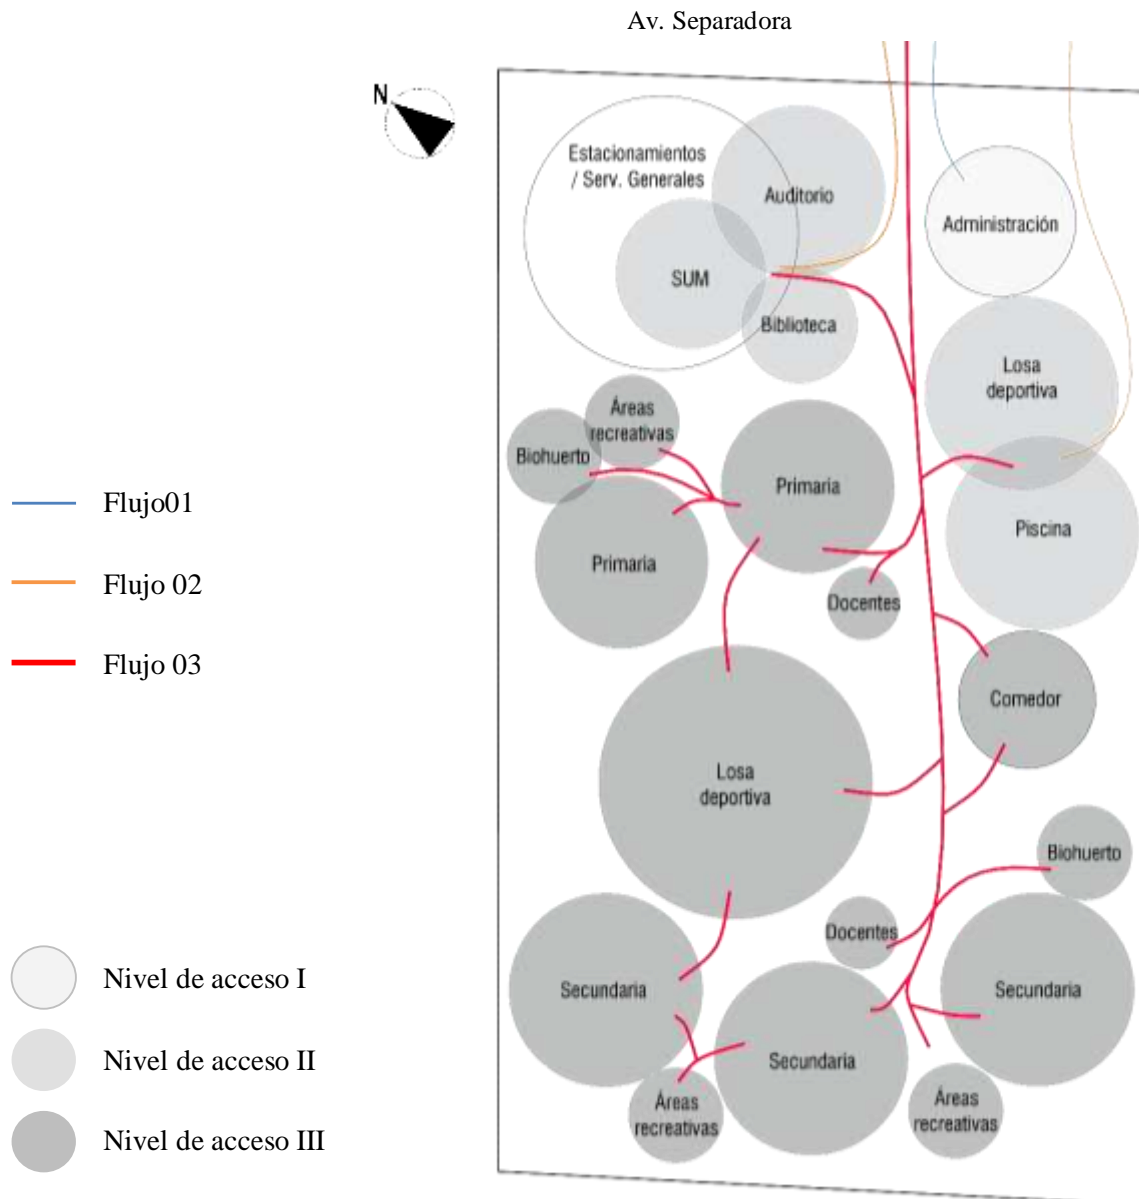 Av. Separadora
N
Estacionamientos
/ Serv. Generales
Auditorio
Administración
SUM
Biblioteca
Losa
deportiva
Áreas
recreativas
Biohuerto
Primaria
Piscina
Primaria
Docentes
Comedor
Losa
deportiva
Biohuerto
Docentes
Secundaria
Secundaria
Secundaria
Áreas
recreativas
Áreas
recreativas
Flujo01
Flujo 02
Flujo 03
Nivel de acceso I
Nivel de acceso II
Nivel de acceso III